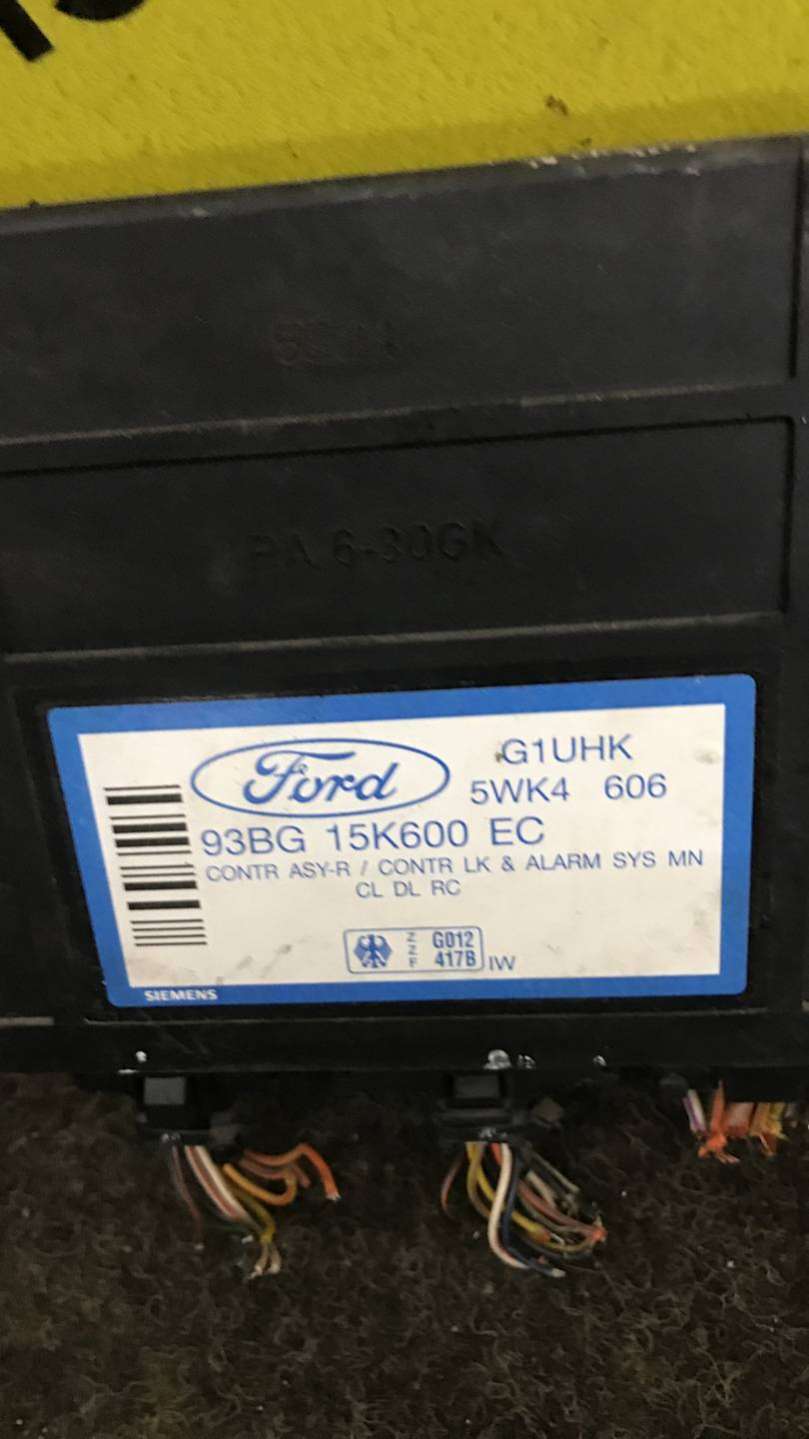 PA 6-30GK
Ford
G1UHK
5WK4 606
93BG 15K600 EC
CONTR ASY-R / CONTR LK & ALARM SYS MN
CL DL RC
ZZF G012
417B IW
SIEMENS